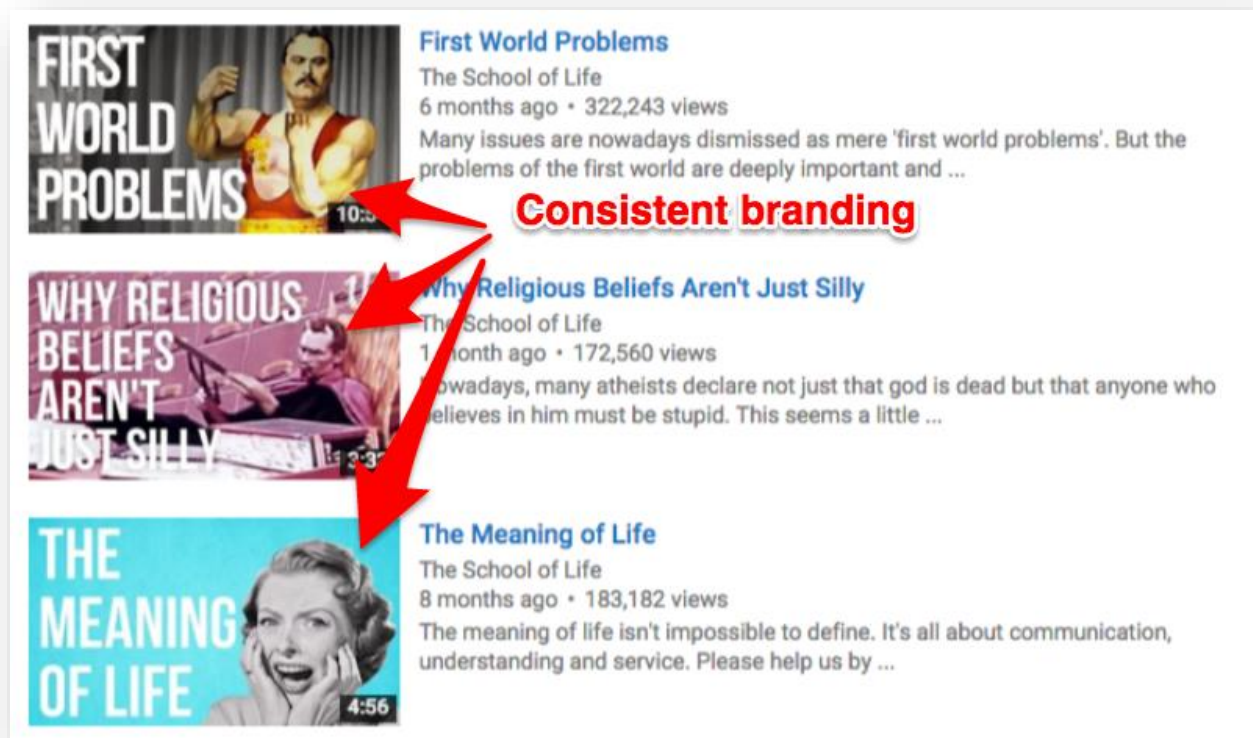 FIRST
WORLD
PROBLEMS
First World Problems
The School of Life
6 months ago • 322,243 views
Many issues are nowadays dismissed as mere 'first world problems'. But the
problems of the first world are deeply important and ...
Consistent branding
WHY RELIGIOUS
BELIEFS
AREN'T
JUST SILLY
Why Religious Beliefs Aren't Just Silly
The School of Life
1 month ago • 172,560 views
Nowadays, many atheists declare not just that god is dead but that anyone who
believes in him must be stupid. This seems a little ...
THE
MEANING
OF LIFE
4:56
The Meaning of Life
The School of Life
8 months ago • 183,182 views
The meaning of life isn't impossible to define. It's all about communication,
understanding and service. Please help us by ...